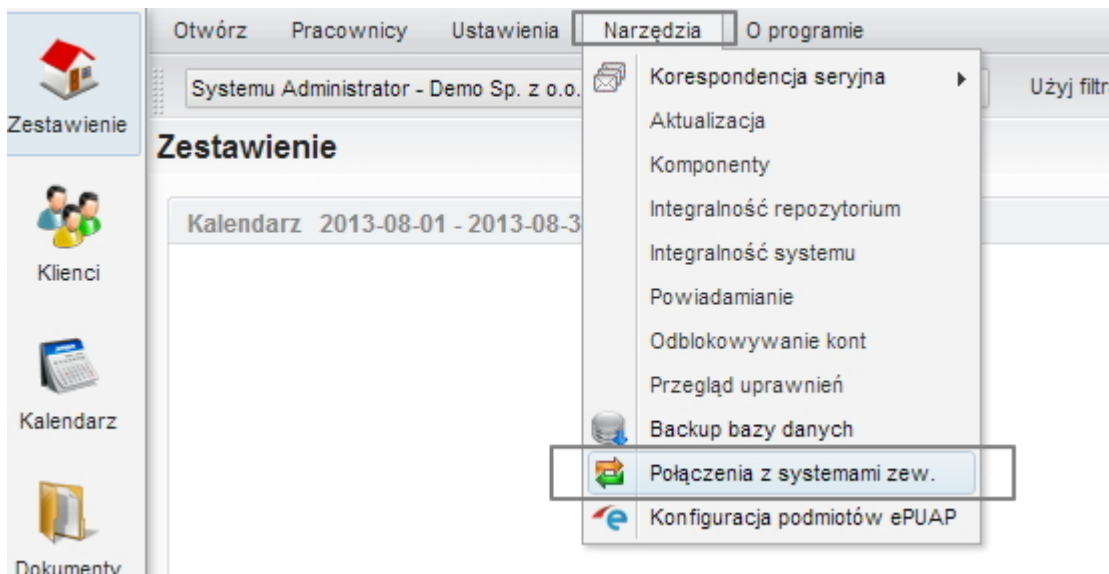 Otwórz Pracownicy Ustawienia Narzędzia O programie
Systemu Administrator - Demo Sp. z o.o.
Użyj filtr
Zestawienie
Zestawienie
Kalendarz 2013-08-01 - 2013-08-3
Klienci
Kalendarz
Dokumenty
Korespondencja seryjna
Aktualizacja
Komponenty
Integralność repozytorium
Integralność systemu
Powiadamianie
Odblokowywanie kont
Przegląd uprawnień
Backup bazy danych
Połączenia z systemami zew.
Konfiguracja podmiotów ePUAP